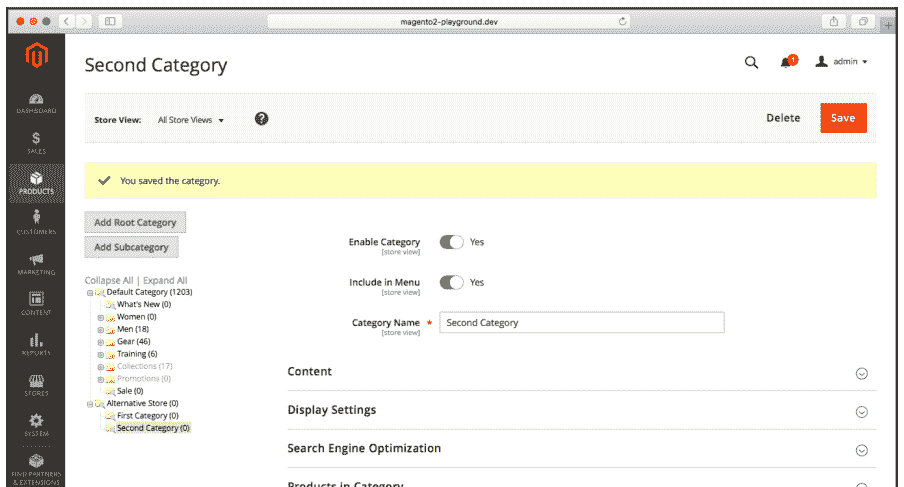 magento2-playground.dev
Second Category
1
admin
Store View: All Store Views ?
Delete
Save
You saved the category.
Add Root Category
Add Subcategory
Collapse All | Expand All
Default Category (1203)
What's New (0)
Women (0)
Men (18)
Gear (46)
Training (6)
Collections (17)
Promotions (0)
Sale (0)
Alternative Store (0)
First Category (0)
Second Category (0)
Enable Category
[store view]
Yes
Include in Menu
[store view]
Yes
Category Name *
[store view]
Second Category
Content
Display Settings
Search Engine Optimization
Products in Category
DASHBOARD
$
SALES
PRODUCTS
CUSTOMERS
MARKETING
CONTENT
REPORTS
STORES
SYSTEM
FIND PARTNERS
& EXTENSIONS